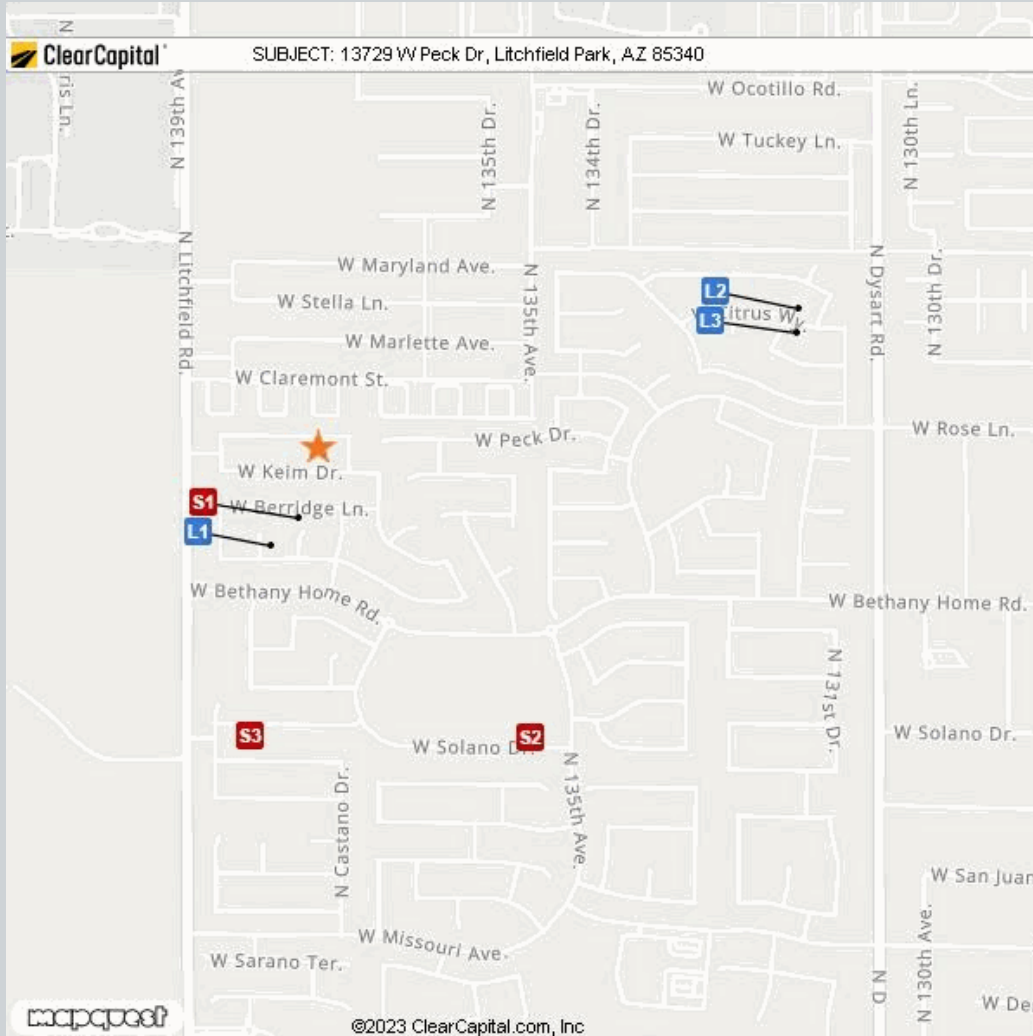 ClearCapital
SUBJECT: 13729 W Peck Dr, Litchfield Park, AZ 85340
N
ris Ln.
N 139th Av
N 135th Dr.
N 134th Dr.
W Ocotillo Rd.
W Tuckey Ln.
N 130th Ln.
N Litchfield Rd.
W Maryland Ave.
W Stella Ln.
W Marlette Ave.
W Claremont St.
N 135th Ave.
L2
L3
itrus W
N Dysart Rd.
N 130th Dr.
W Peck Dr.
W Rose Ln.
W Keim Dr.
S1
W Berridge Ln.
L1
W Bethany Home Rd.
W Bethany Home Rd.
N 131st Dr.
S3
S2
W Solano Dr.
W Solano Dr.
N Castano Dr.
N 135th Ave.
W San Juan
W Missouri Ave.
W Sarano Ter.
N 130th Ave.
N D
W De
mapquest
©2023 ClearCapital.com, Inc